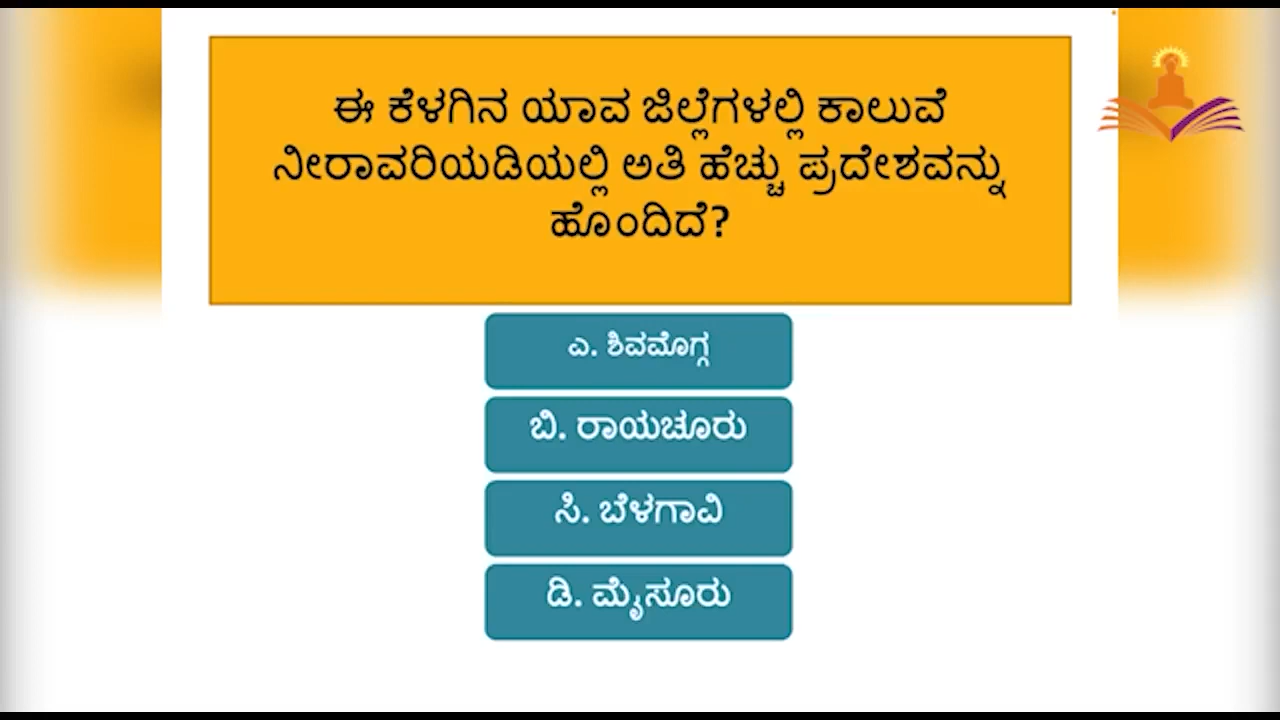 ಈ ಕೆಳಗಿನ ಯಾವ ಜಿಲ್ಲೆಗಳಲ್ಲಿ ಕಾಲುವೆ
ನೀರಾವರಿಯಡಿಯಲ್ಲಿ ಅತಿ ಹೆಚ್ಚು ಪ್ರದೇಶವನ್ನು
ಹೊಂದಿದೆ?
ಎ. ಶಿವಮೊಗ್ಗ
ಬಿ. ರಾಯಚೂರು
ಸಿ. ಬೆಳಗಾವಿ
ಡಿ. ಮೈಸೂರು